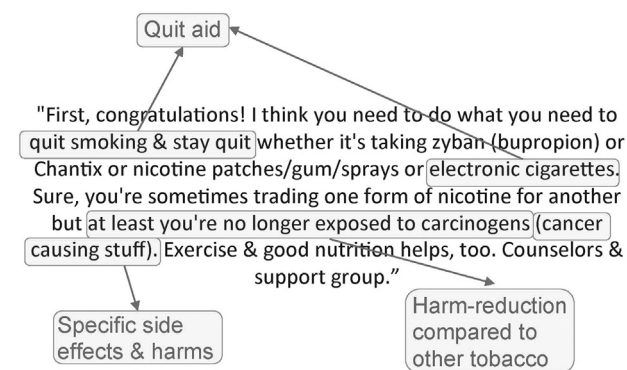 Quit aid
"First, congratulations! I think you need to do what you need to
quit smoking & stay quit whether it's taking zyban (bupropion) or
Chantix or nicotine patches/gum/sprays or electronic cigarettes.
Sure, you're sometimes trading one form of nicotine for another
but at least you're no longer exposed to carcinogens (cancer
causing stuff). Exercise & good nutrition helps, too. Counselors &
support group.”
Specific side
effects & harms
Harm-reduction
compared to
other tobacco